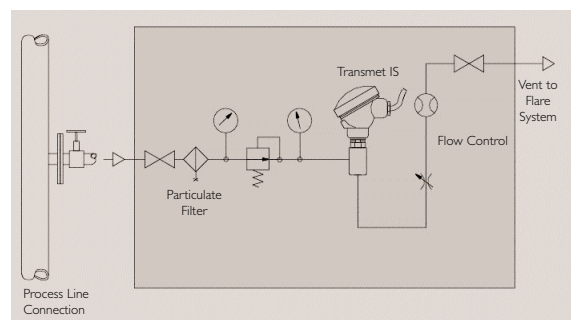 Transmet IS
Vent to
Flare
System
Flow Control
Particulate
Filter
Process Line
Connection